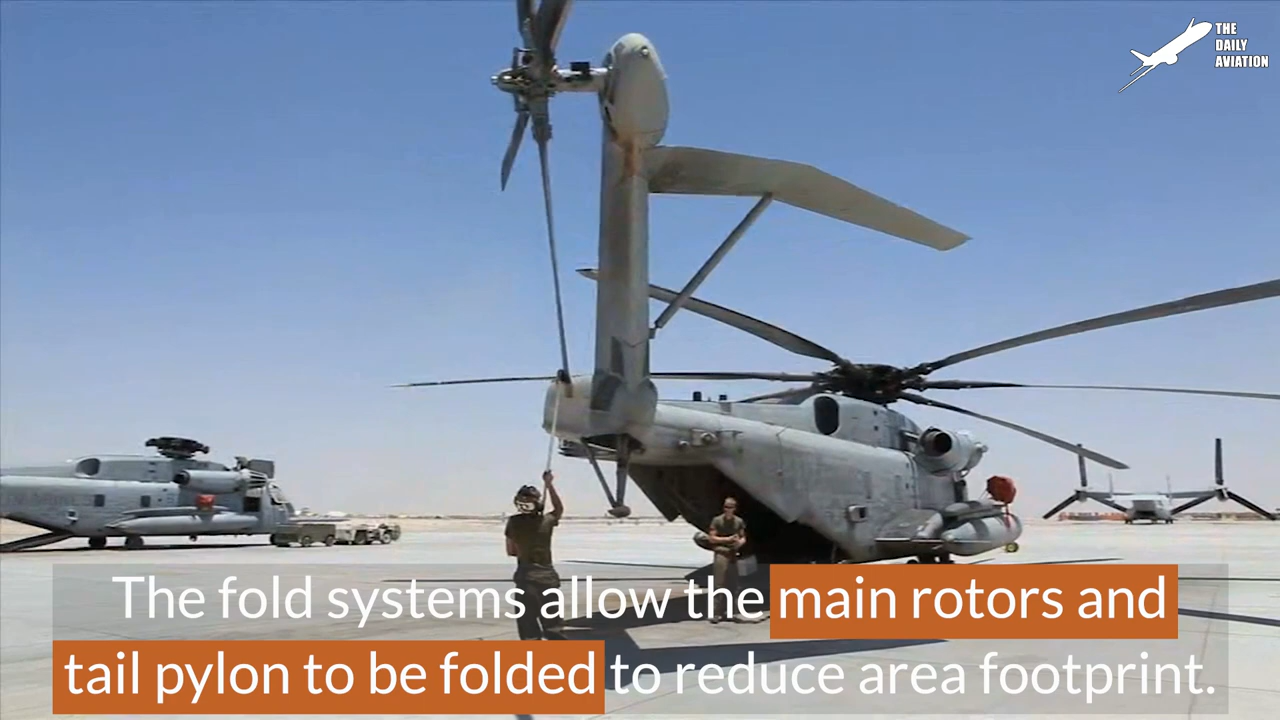 THE
DAILY
AVIATION
The fold systems allow the main rotors and
tail pylon to be folded to reduce area footprint.